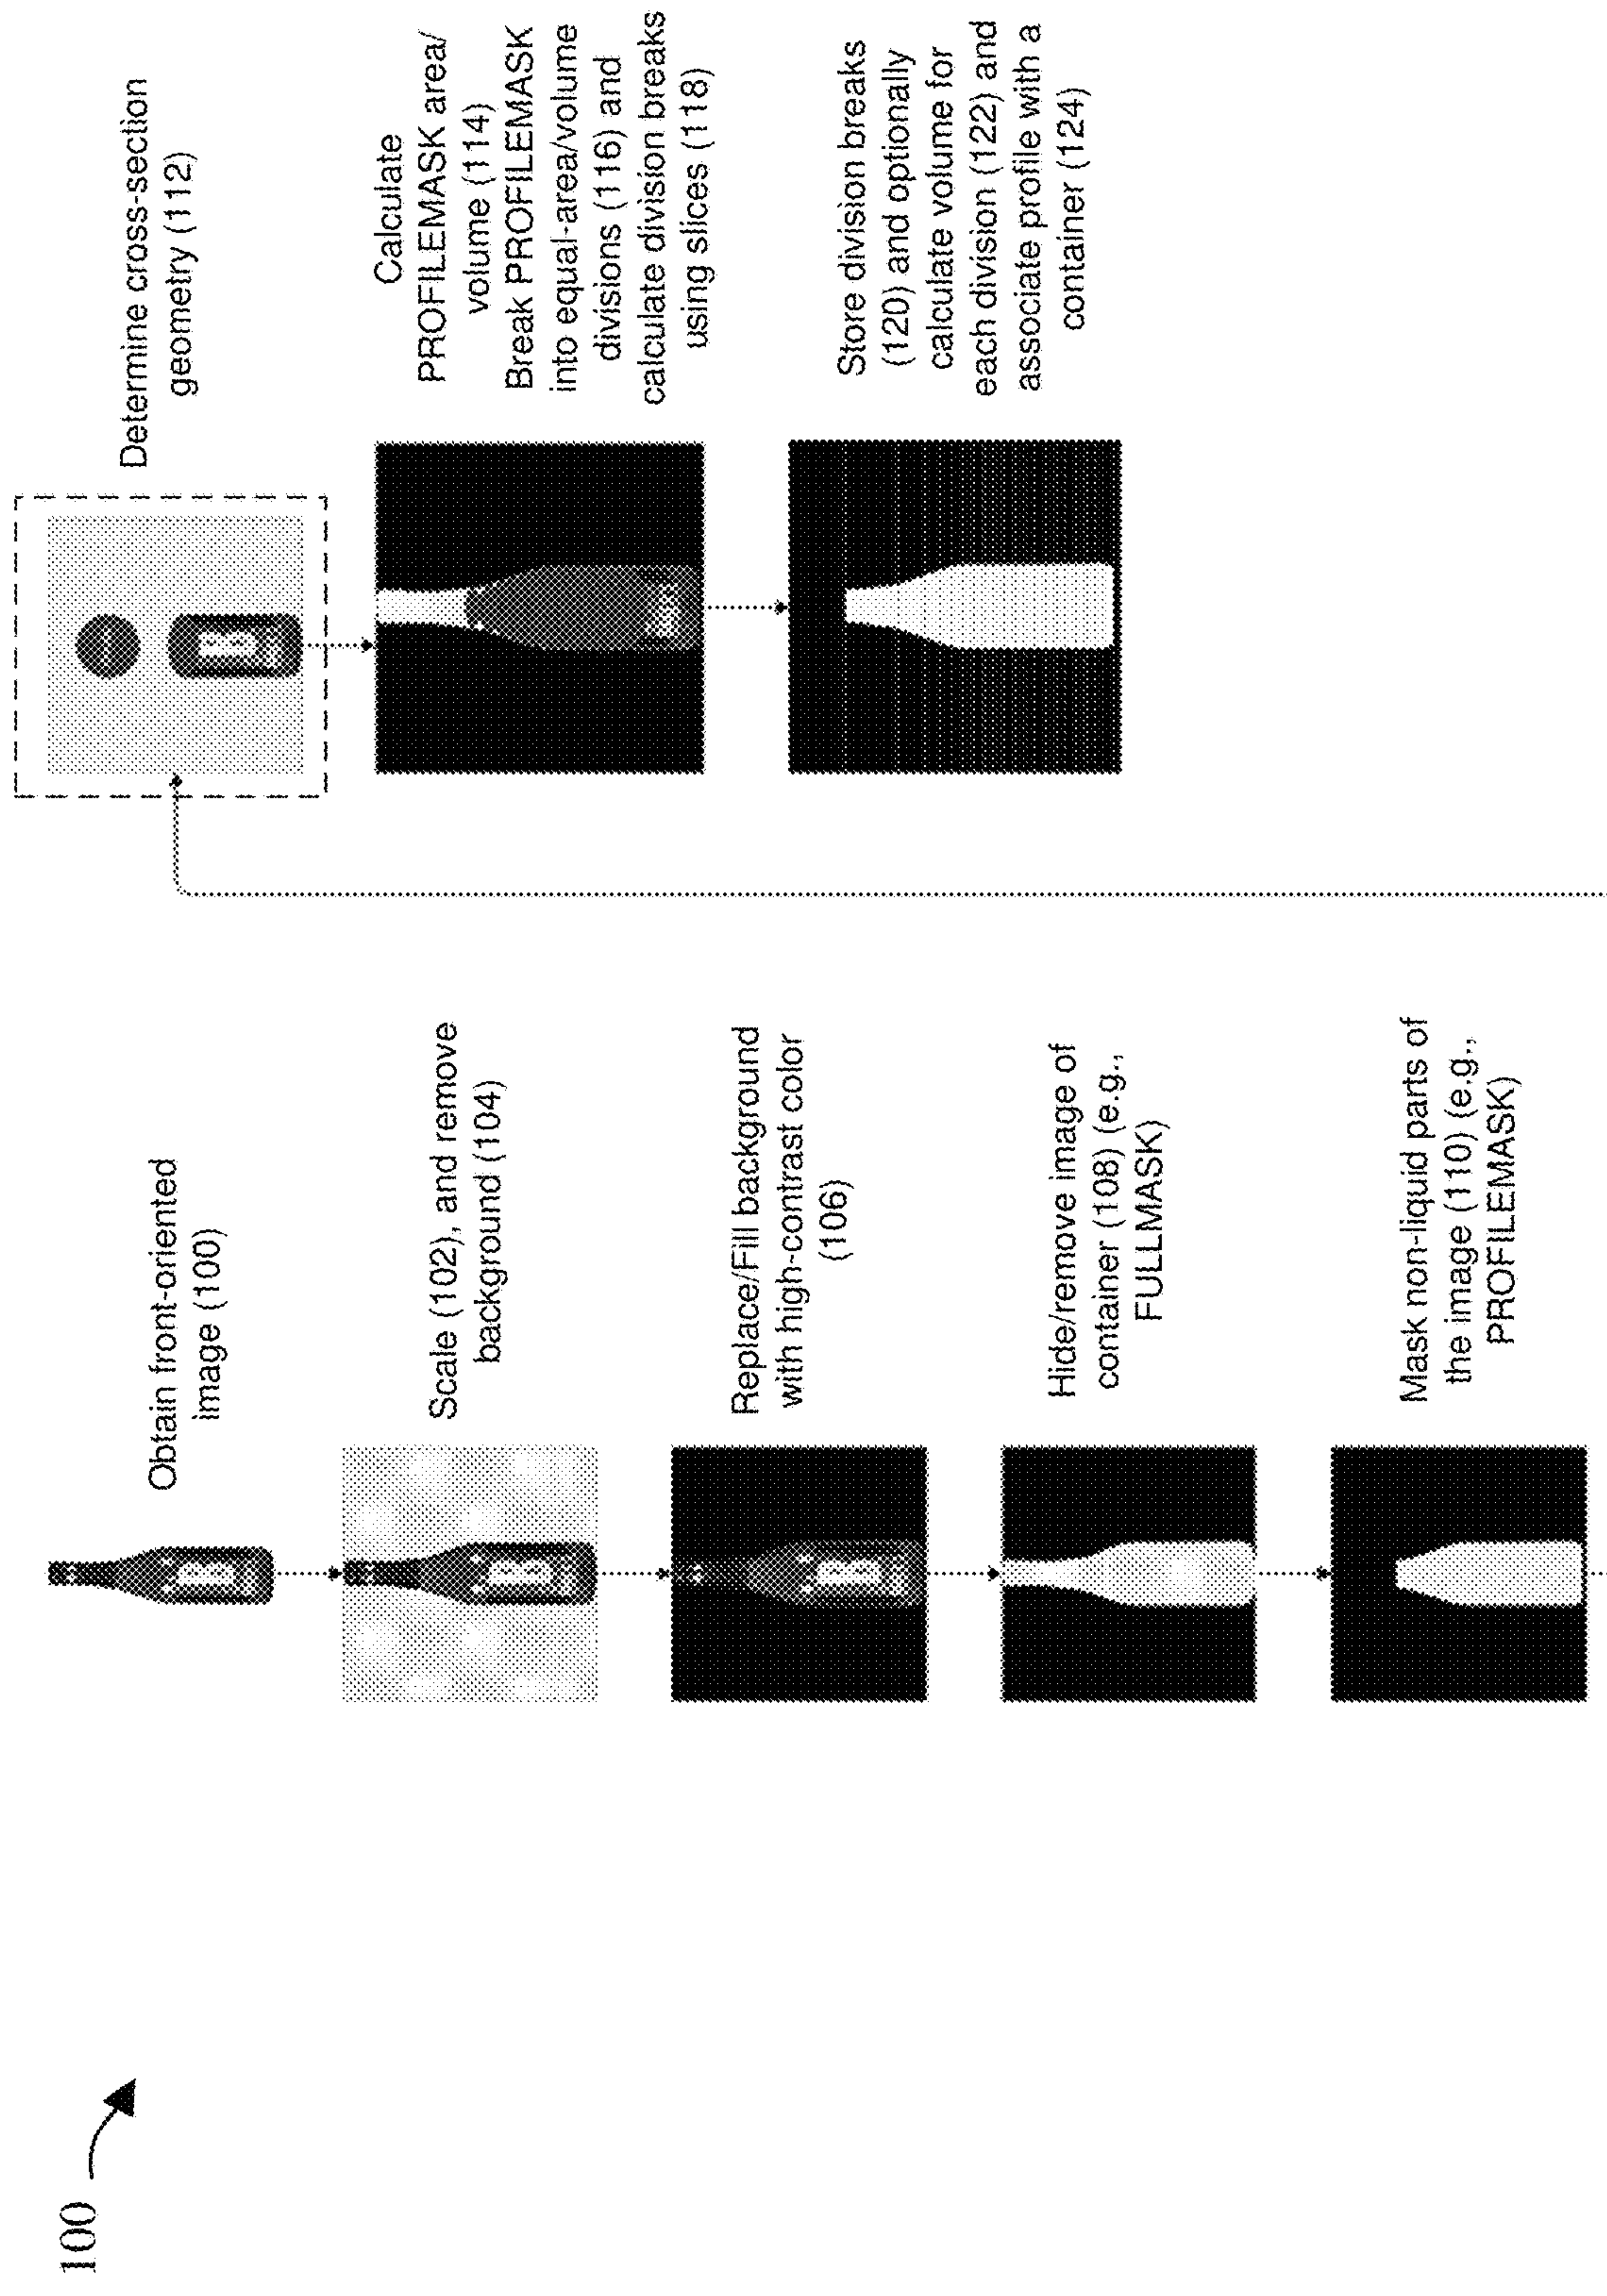 100
Obtain front-oriented
image (100)
Scale (102), and remove
background (104)
Replace/Fill background
with high-contrast color
(106)
Hide/remove image of
container (108) (e.g.,
FULLMASK)
Mask non-liquid parts of
the image (110) (e.g.,
PROFILEMASK)
Determine cross-section
geometry (112)
Calculate
PROFILEMASK area/
volume (114)
Break PROFILEMASK
into equal-area/volume
divisions (116) and
calculate division breaks
using slices (118)
Store division breaks
(120) and optionally
calculate volume for
each division (122) and
associate profile with a
container (124)